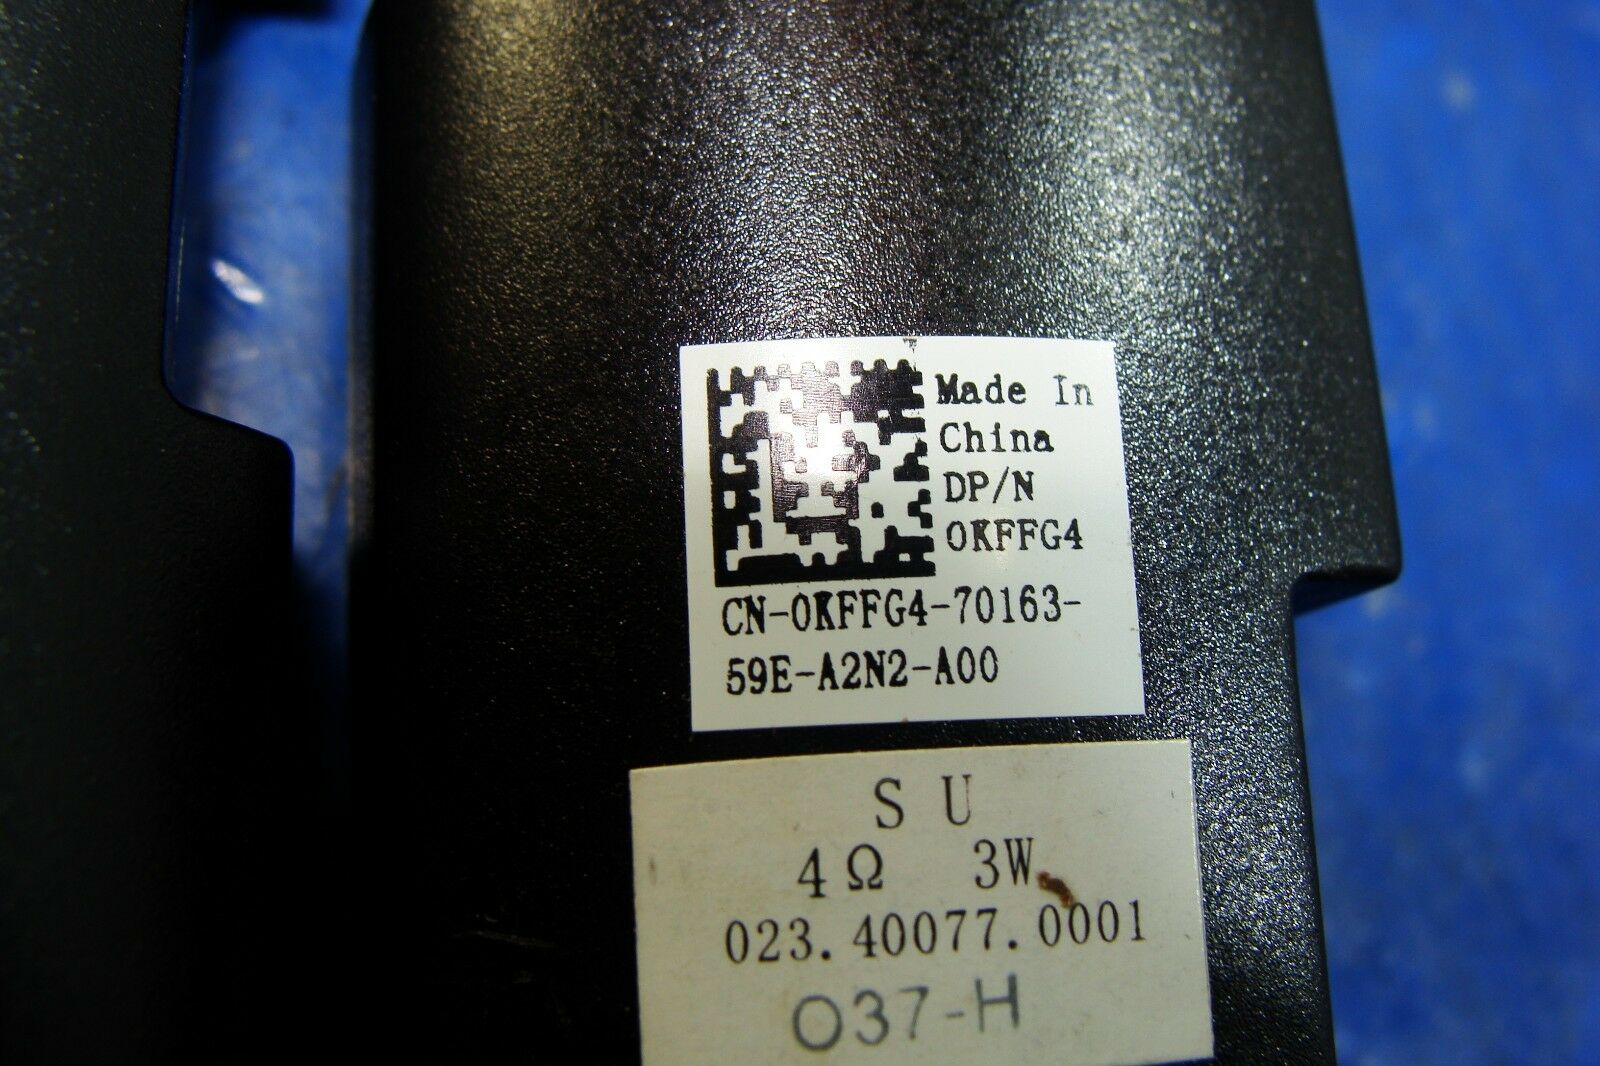 Made In
China
DP/N
0KFFG4
CN-0KFFG4-70163-
59E-A2N2-A00
S U
4Ω 3W
023.40077.0001
037-H